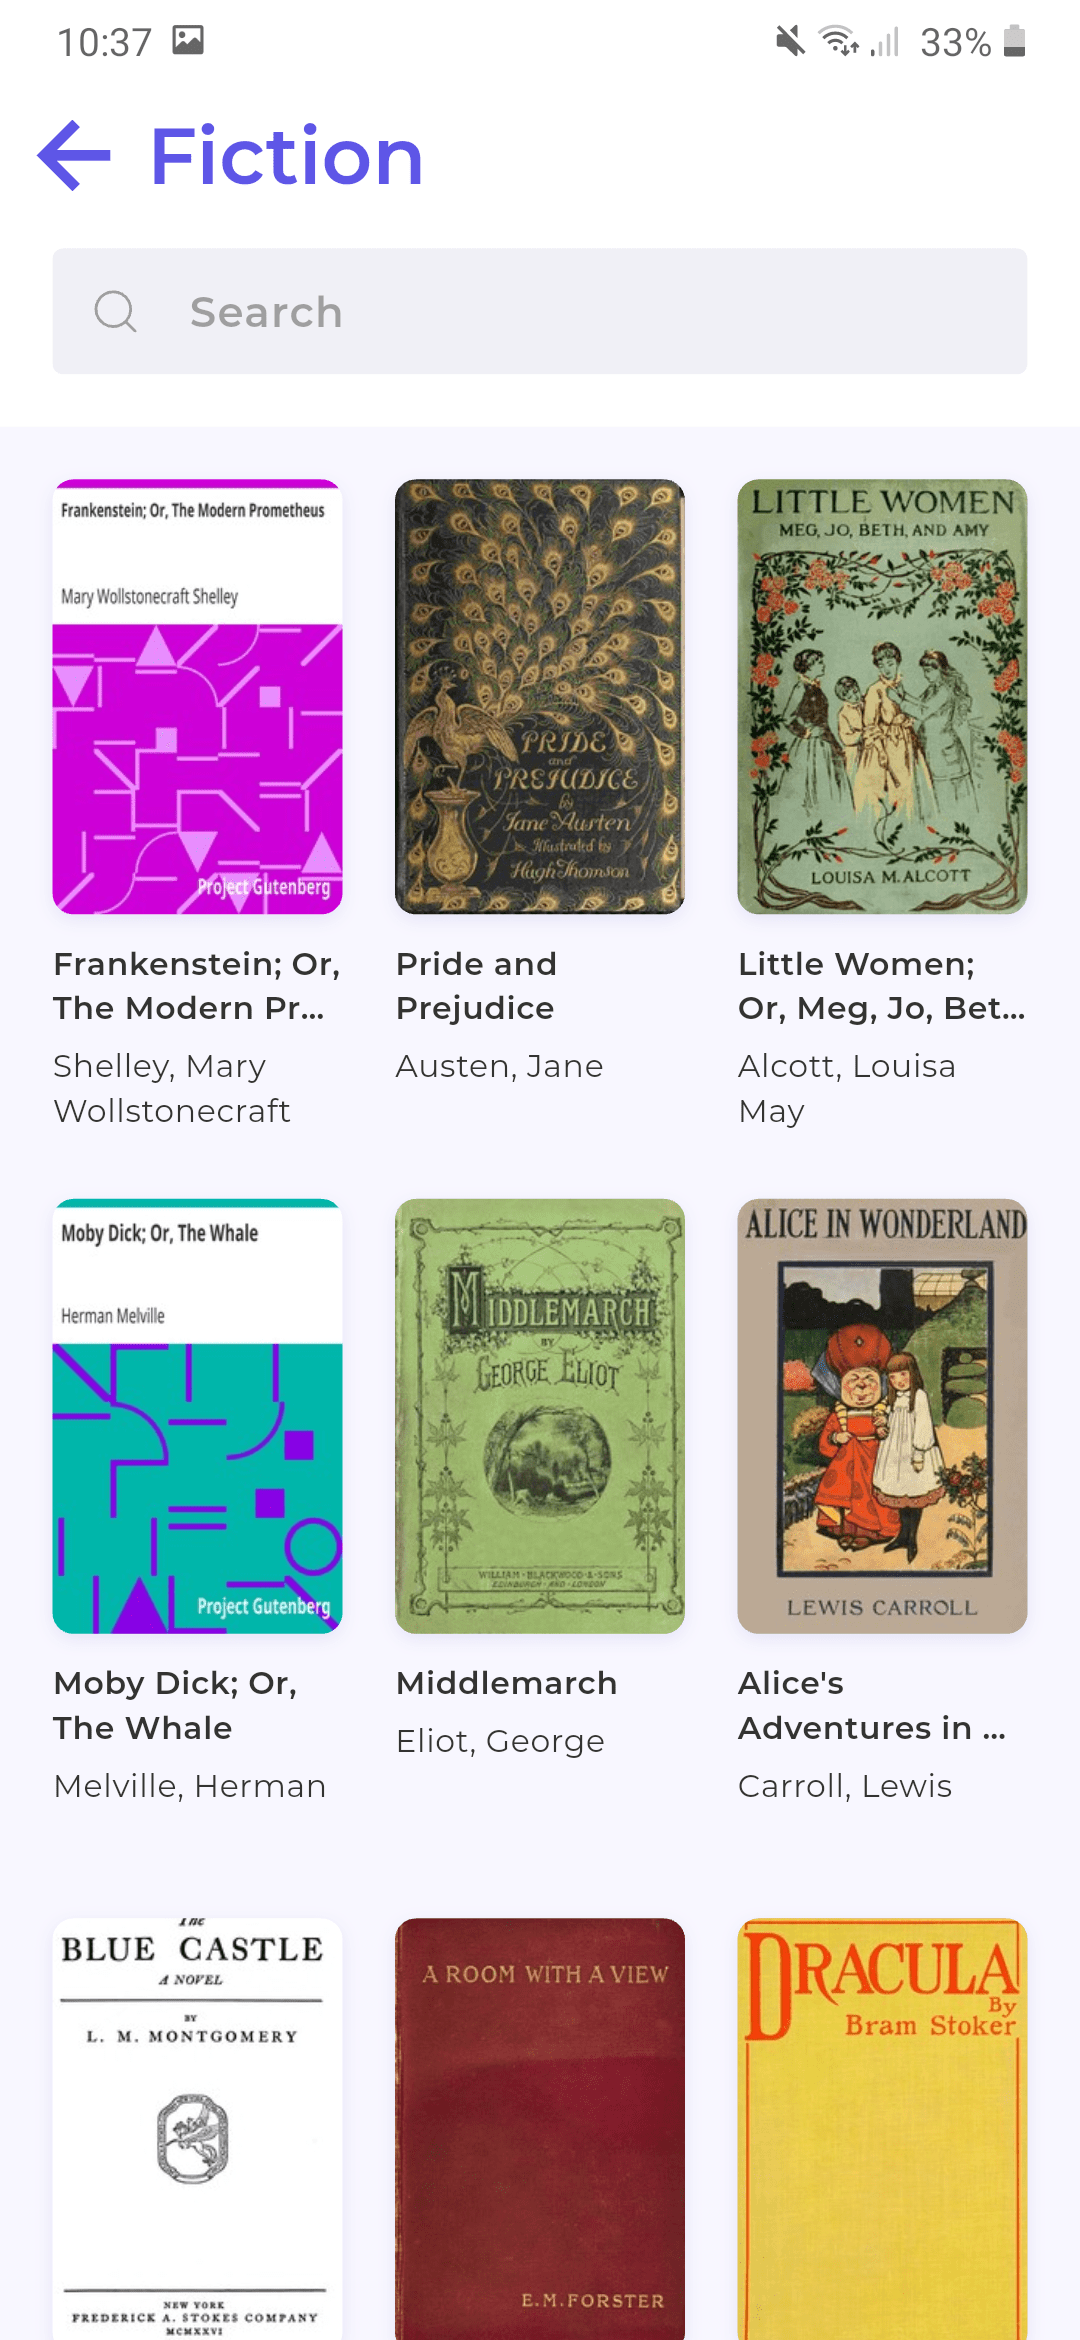 10:37
33%
Fiction
Search
Frankenstein; Or, The Modern Prometheus
Mary Wollstonecraft Shelley
Project Gutenberg
PRIDE
and
PREJUDICE
by
Jane Austen
Illustrated by
Hugh Thomson
LITTLE WOMEN
MEG, JO, BETH, AND AMY
LOUISA M. ALCOTT
Frankenstein; Or,
The Modern Pr...
Shelley, Mary
Wollstonecraft
Pride and
Prejudice
Austen, Jane
Little Women;
Or, Meg, Jo, Bet...
Alcott, Louisa
May
Moby Dick; Or, The Whale
Herman Melville
Project Gutenberg
MIDDLEMARCH
BY
GEORGE ELIOT
WILLIAM·BLACKWOOD·&·SONS
EDINBURGH·AND·LONDON
ALICE IN WONDERLAND
LEWIS CARROLL
Moby Dick; Or,
The Whale
Melville, Herman
Middlemarch
Eliot, George
Alice's
Adventures in ...
Carroll, Lewis
The
BLUE CASTLE
A NOVEL
BY
L. M. MONTGOMERY
NEW YORK
FREDERICK A. STOKES COMPANY
MCMXXVI
A ROOM WITH A VIEW
E.M.FORSTER
DRACULA
By
Bram Stoker